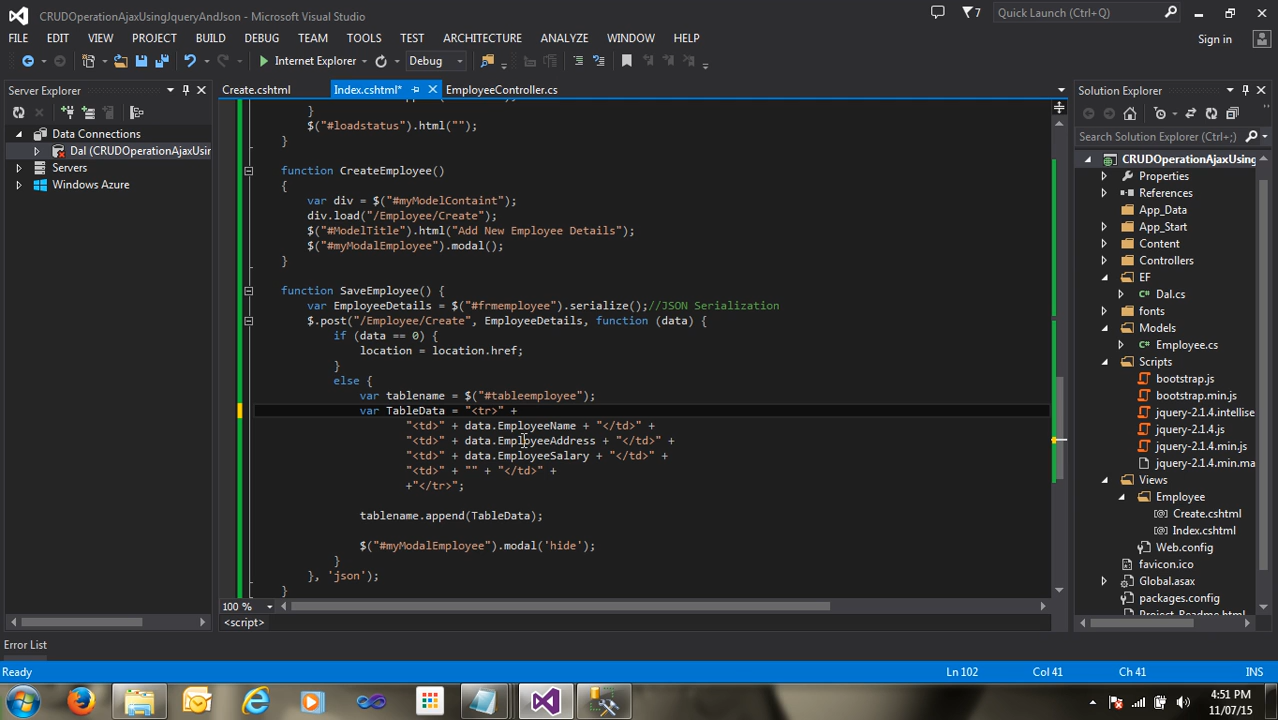 CRUDOperationAjaxUsingJqueryAndJson - Microsoft Visual Studio
7
Quick Launch (Ctrl+Q)
FILE EDIT VIEW PROJECT BUILD DEBUG TEAM TOOLS TEST ARCHITECTURE ANALYZE WINDOW HELP
Sign in
Internet Explorer
Debug
Server Explorer
Data Connections
Dal (CRUDOperationAjaxUsin
Servers
Windows Azure
Create.cshtml
Index.cshtml*
EmployeeController.cs
}
$("#loadstatus").html("");
}
function CreateEmployee()
{
var div = $("#myModelContaint");
div.load("/Employee/Create");
$("#ModelTitle").html("Add New Employee Details");
$("#myModalEmployee").modal();
}
function SaveEmployee() {
var EmployeeDetails = $("#frmemployee").serialize();//JSON Serialization
$.post("/Employee/Create", EmployeeDetails, function (data) {
if (data == 0) {
location = location.href;
}
else {
var tablename = $("#tableemployee");
var TableData = "<tr>" +
"<td>" + data.EmployeeName + "</td>" +
"<td>" + data.EmployeeAddress + "</td>" +
"<td>" + data.EmployeeSalary + "</td>" +
"<td>" + "" + "</td>" +
+"</tr>";
tablename.append(TableData);
$("#myModalEmployee").modal('hide');
}
}, 'json');
}
100 %
<script>
Solution Explorer
Search Solution Explorer (Ctrl+;)
CRUDOperationAjaxUsing
Properties
References
App_Data
App_Start
Content
Controllers
EF
Dal.cs
fonts
Models
Employee.cs
Scripts
bootstrap.js
bootstrap.min.js
jquery-2.1.4.intellise
jquery-2.1.4.js
jquery-2.1.4.min.js
jquery-2.1.4.min.ma
Views
Employee
Create.cshtml
Index.cshtml
Web.config
favicon.ico
Global.asax
packages.config
Project_Readme.html
Error List
Ready
Ln 102
Col 41
Ch 41
INS
4:51 PM
11/07/15